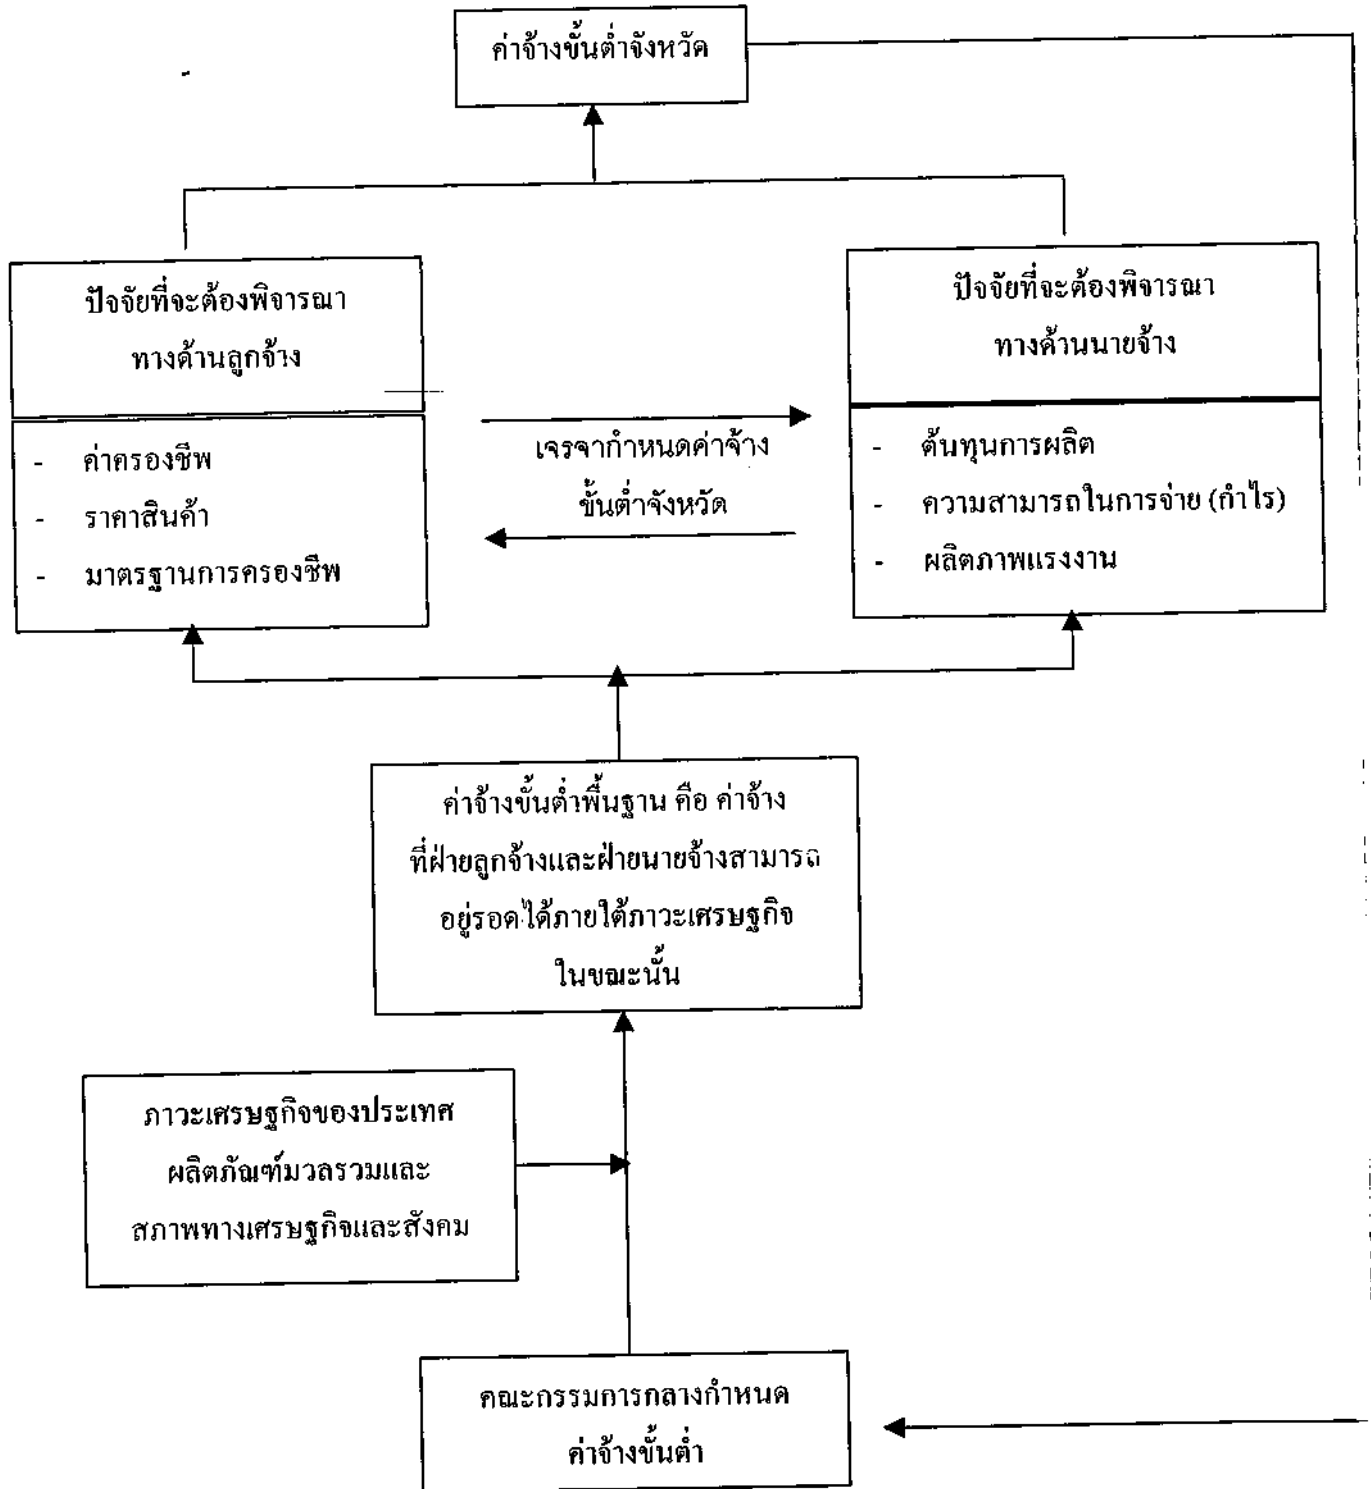 ค่าจ้างขั้นต่ำจังหวัด
ปัจจัยที่จะต้องพิจารณา
ทางด้านลูกจ้าง
- ค่าครองชีพ
- ราคาสินค้า
- มาตรฐานการครองชีพ
เจรจากำหนดค่าจ้าง
ขั้นต่ำจังหวัด
ปัจจัยที่จะต้องพิจารณา
ทางด้านนายจ้าง
- ต้นทุนการผลิต
- ความสามารถในการจ่าย (กำไร)
- ผลิตภาพแรงงาน
ค่าจ้างขั้นต่ำพื้นฐาน คือ ค่าจ้าง
ที่ฝ่ายลูกจ้างและฝ่ายนายจ้างสามารถ
อยู่รอดได้ภายใต้ภาวะเศรษฐกิจ
ในขณะนั้น
ภาวะเศรษฐกิจของประเทศ
ผลิตภัณฑ์มวลรวมและ
สภาพทางเศรษฐกิจและสังคม
คณะกรรมการกลางกำหนด
ค่าจ้างขั้นต่ำ